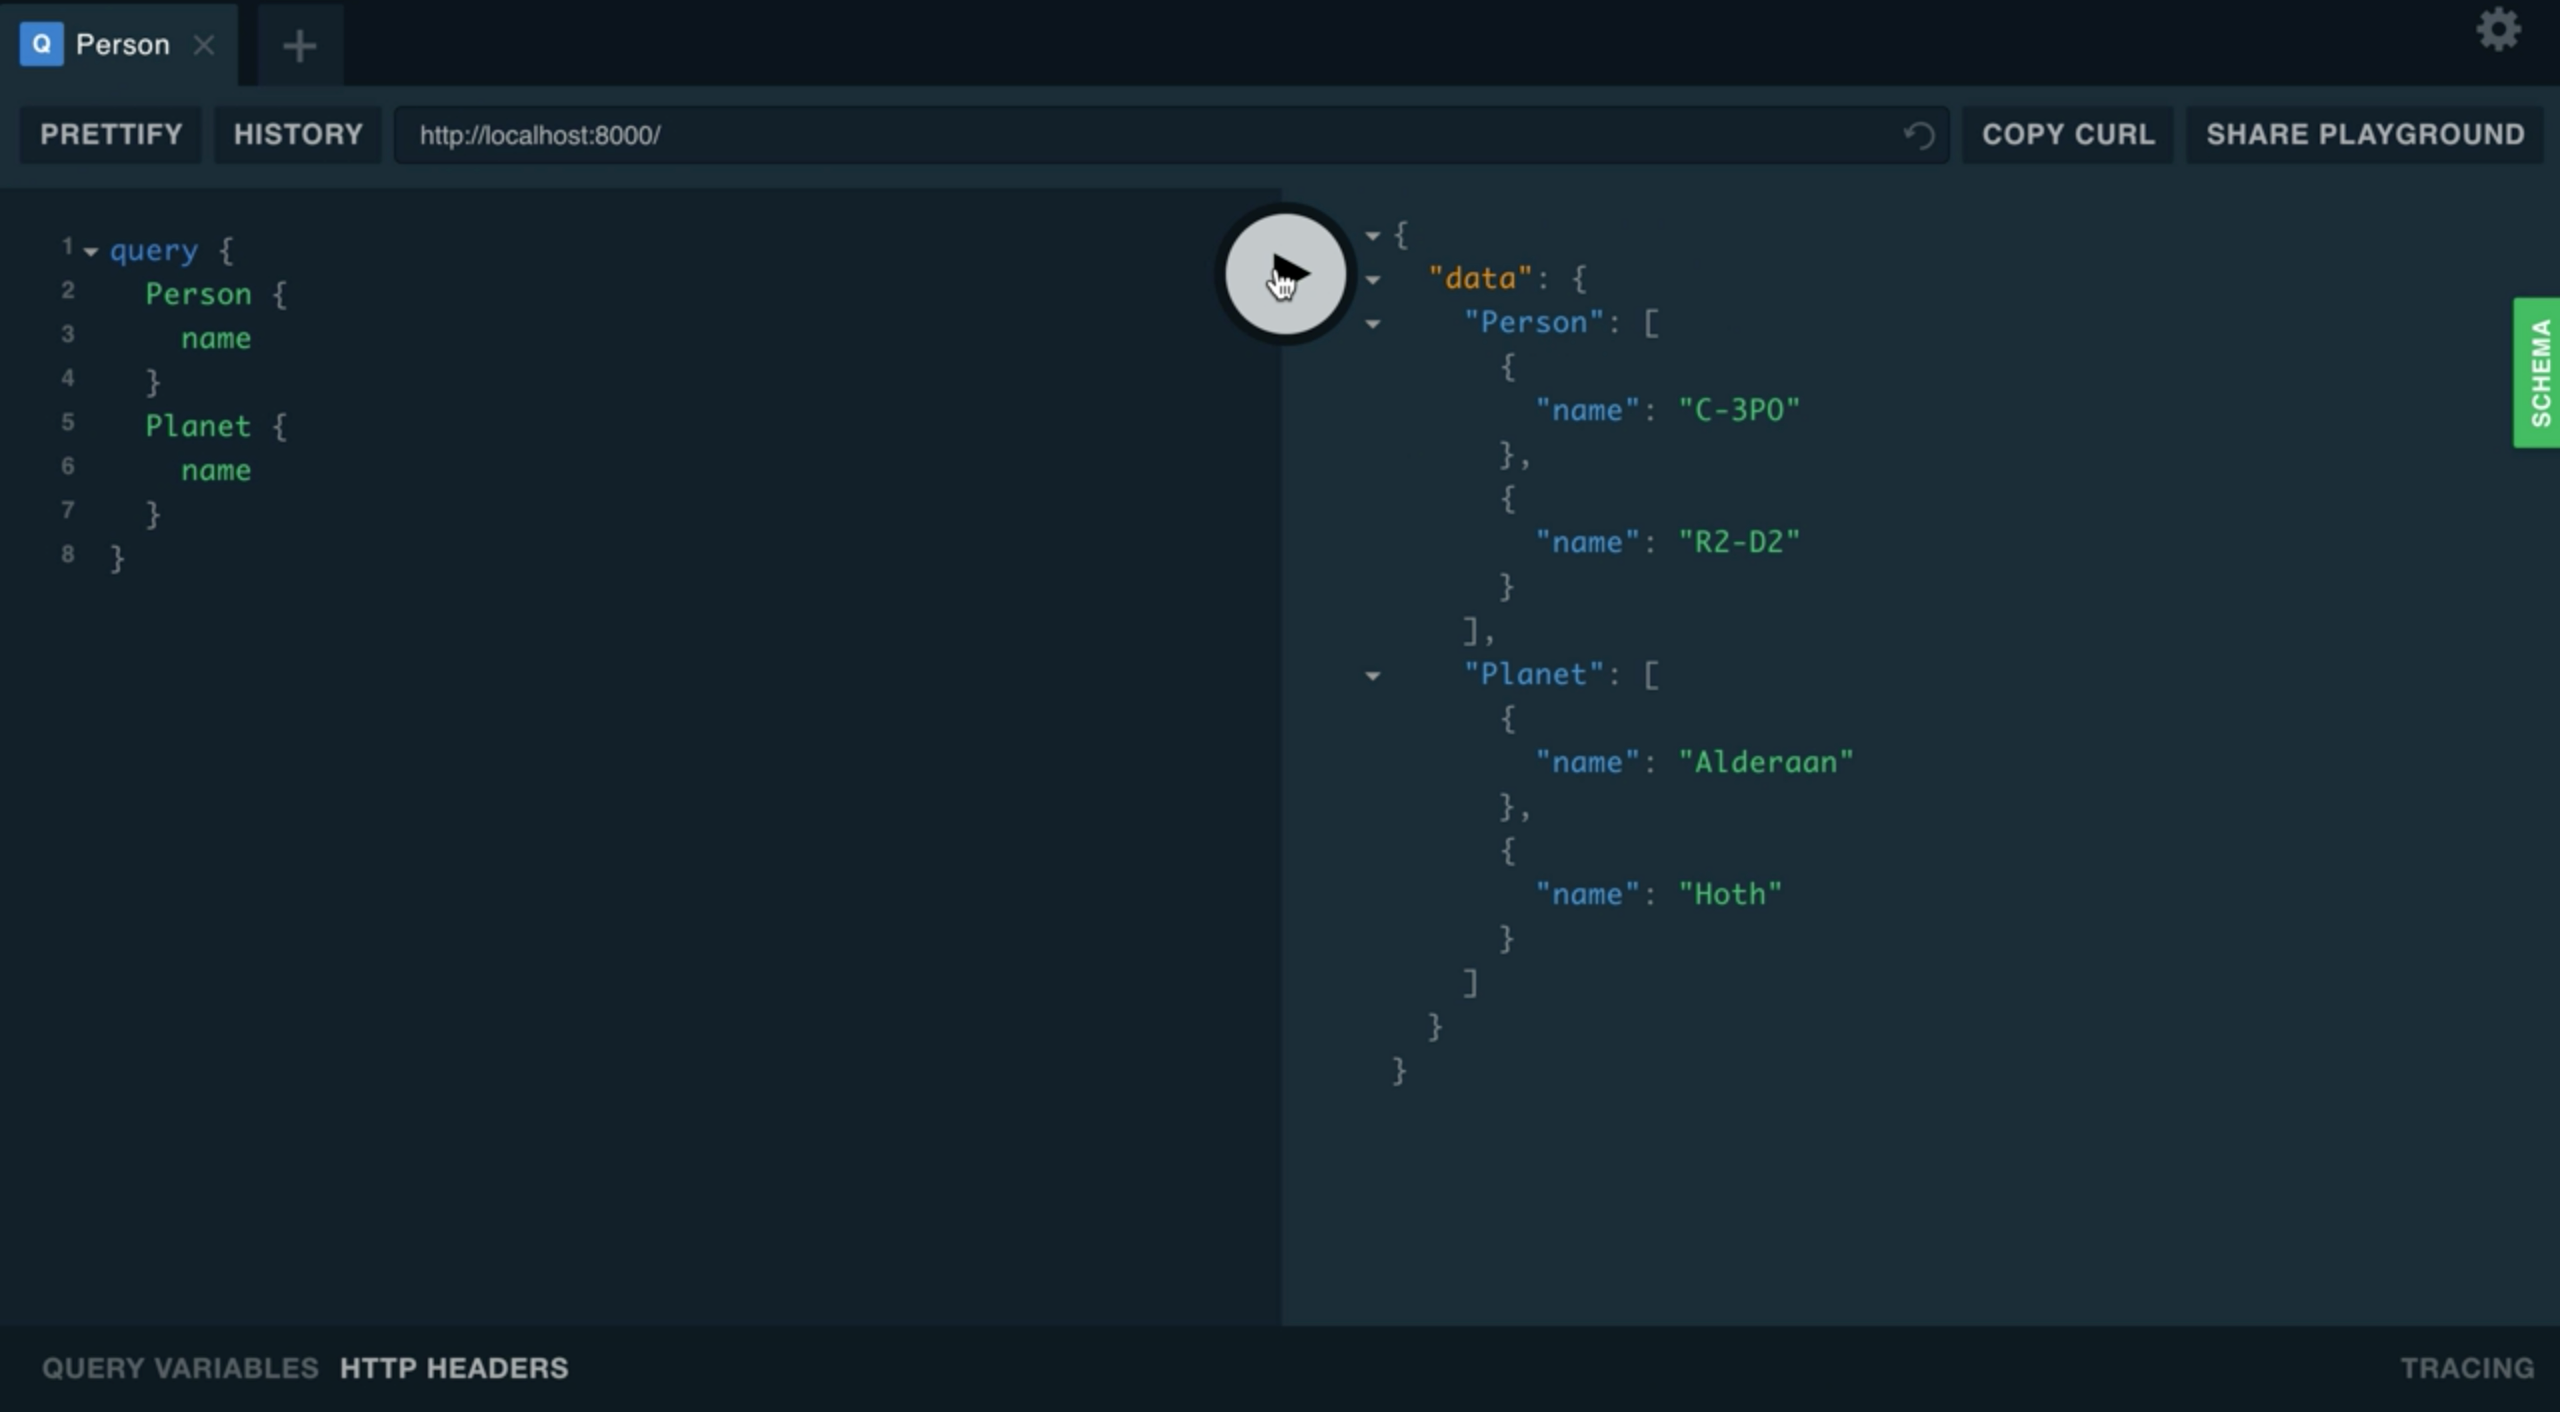 Q Person
PRETTIFY HISTORY http://localhost:8000/ COPY CURL SHARE PLAYGROUND
1 query {
2 Person {
3 name
4 }
5 Planet {
6 name
7 }
8 }
{
"data": {
"Person": [
{
"name": "C-3PO"
},
{
"name": "R2-D2"
}
],
"Planet": [
{
"name": "Alderaan"
},
{
"name": "Hoth"
}
]
}
}
SCHEMA
QUERY VARIABLES HTTP HEADERS TRACING